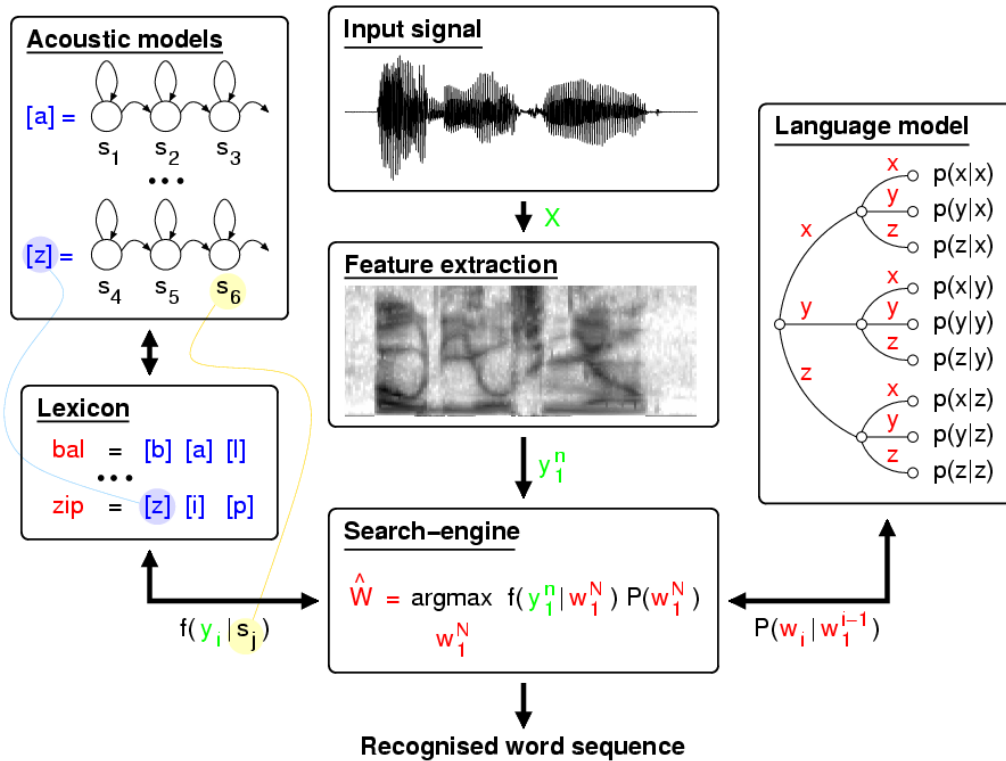 Acoustic models
[a] =
s₁ s₂ s₃
•••
[z] =
s₄ s₅ s₆
Lexicon
bal = [b] [a] [l]
•••
zip = [z] [i] [p]
f( yᵢ | sⱼ )
Input signal
X
Feature extraction
y₁ⁿ
Search–engine
Ŵ = argmax f( y₁ⁿ | w₁ᴺ ) P( w₁ᴺ )
w₁ᴺ
Recognised word sequence
Language model
x
x p(x|x)
y p(y|x)
z p(z|x)
y
x p(x|y)
y p(y|y)
z p(z|y)
z
x p(x|z)
y p(y|z)
z p(z|z)
P( wᵢ | w₁ⁱ⁻¹ )